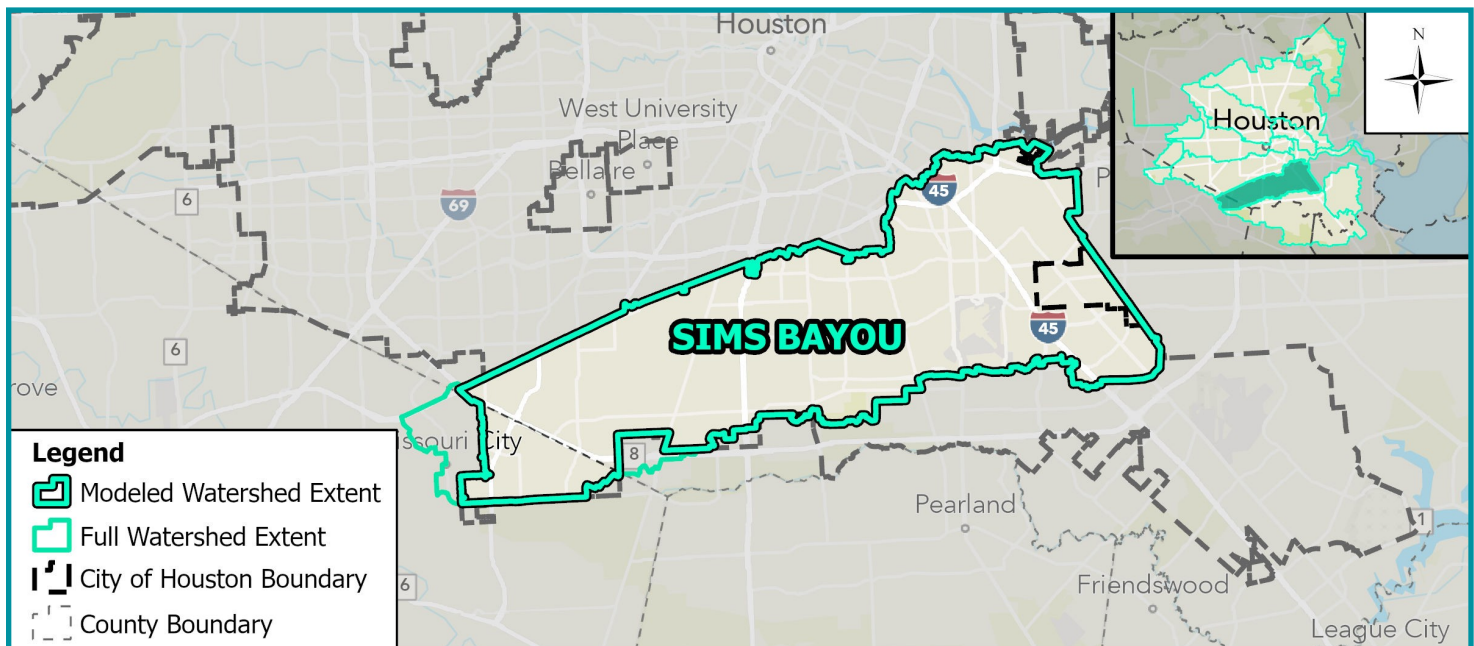 Houston
N
West University
Place
Houston
Bellaire
45
P
6
69
SIMS BAYOU
45
6
rove
issouri City
8
Legend
Modeled Watershed Extent
Full Watershed Extent
City of Houston Boundary
County Boundary
Pearland
1
6
Friendswood
League City